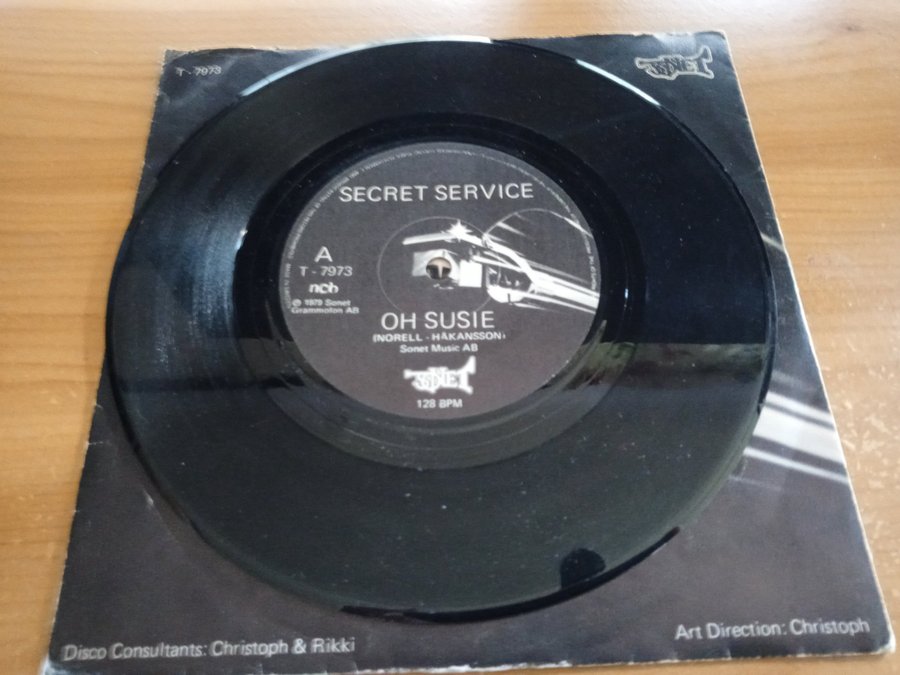 T - 7973
SONET
SECRET SERVICE
A
T - 7973
ncb
℗ 1979 Sonet
Grammofon AB
OH SUSIE
(NORELL - HÅKANSSON)
Sonet Music AB
SONET
128 BPM
Disco Consultants: Christoph & Rikki
Art Direction: Christoph